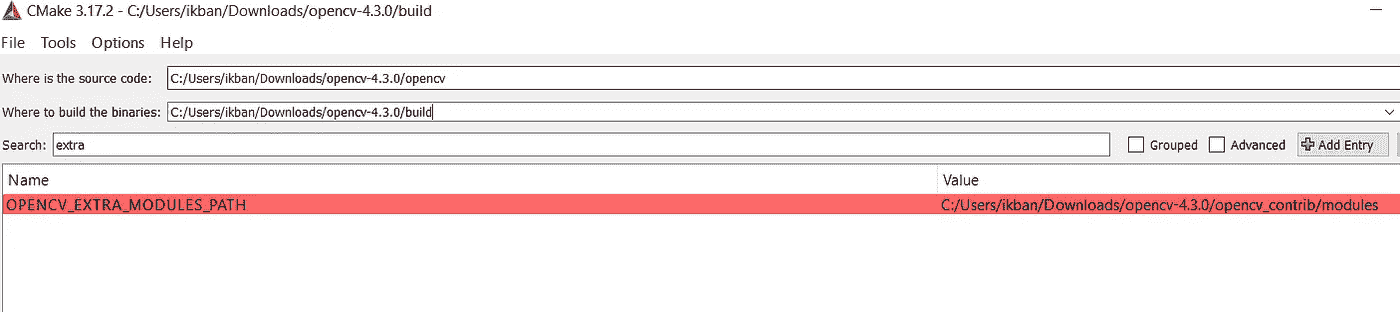 CMake 3.17.2 - C:/Users/ikban/Downloads/opencv-4.3.0/build
File Tools Options Help
Where is the source code: C:/Users/ikban/Downloads/opencv-4.3.0/opencv
Where to build the binaries: C:/Users/ikban/Downloads/opencv-4.3.0/build
Search: extra Grouped Advanced Add Entry
Name Value
OPENCV_EXTRA_MODULES_PATH C:/Users/ikban/Downloads/opencv-4.3.0/opencv_contrib/modules